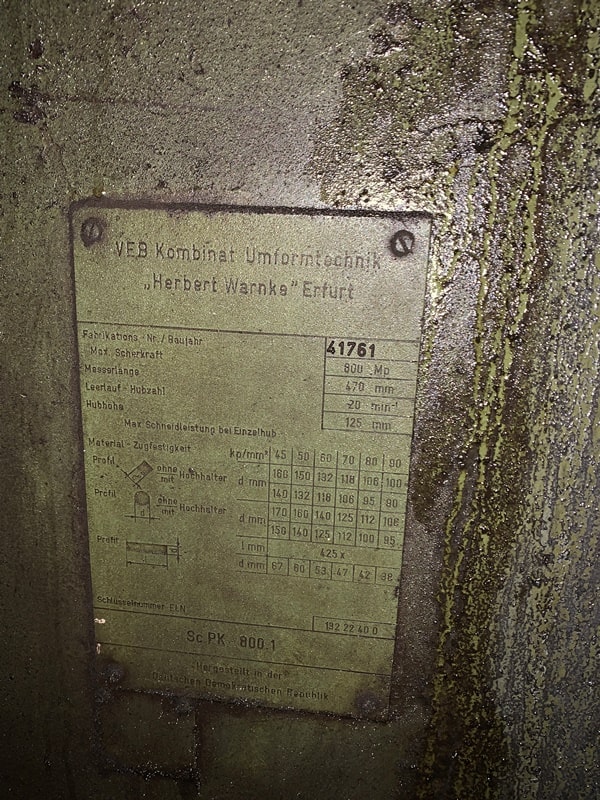 VEB Kombinat Umformtechnik
„Herbert Warnke" Erfurt
Fabrikations-Nr./Baujahr 41761
Max. Scherkraft 800 Mp
Messerlänge 470 mm
Leerlauf-Hubzahl 20 min⁻¹
Hubhöhe 125 mm
Max Schneidleistung bei Einzelhub
Material-Zugfestigkeit kp/mm² 45 50 60 70 80 90
Profil ohne mit Hochhalter d mm 160 150 132 118 106 100
140 132 118 106 95 90
Profil ohne mit Hochhalter d mm 170 160 140 125 112 106
d
150 140 125 112 100 95
Profil l mm 425 x
d mm 67 60 53 47 42 38
Schlüsselnummer ELN 132 22 40 0
Sc PK - 800.1
Hergestellt in der
Deutschen Demokratischen Republik